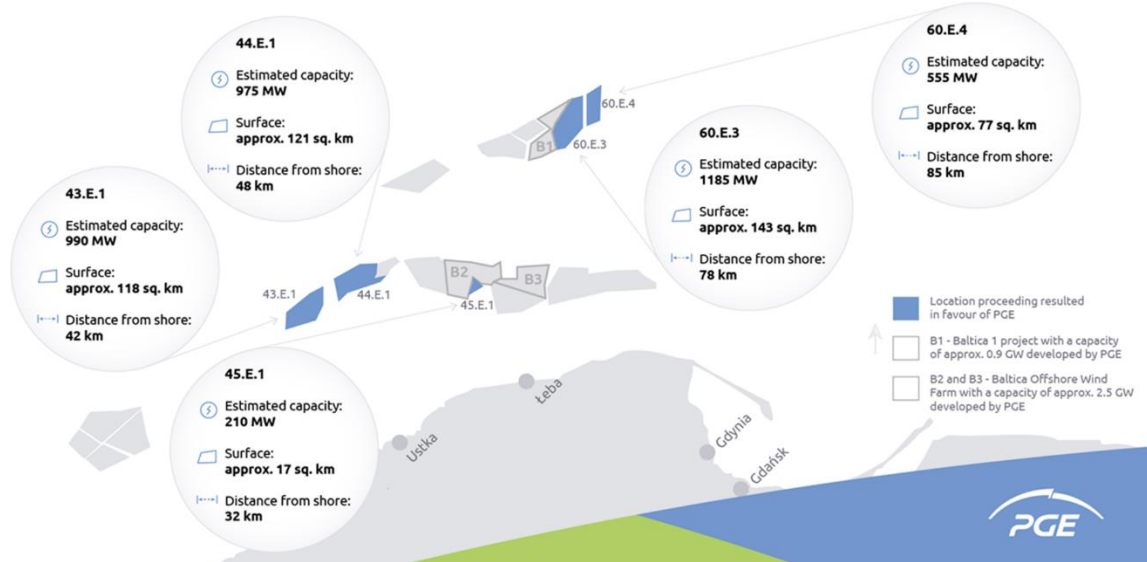 44.E.1
Estimated capacity:
975 MW
Surface:
approx. 121 sq. km
Distance from shore:
48 km
60.E.4
Estimated capacity:
555 MW
Surface:
approx. 77 sq. km
Distance from shore:
85 km
60.E.4
60.E.3
B1
60.E.3
Estimated capacity:
1185 MW
Surface:
approx. 143 sq. km
Distance from shore:
78 km
43.E.1
Estimated capacity:
990 MW
Surface:
approx. 118 sq. km
Distance from shore:
42 km
B2
B3
43.E.1
44.E.1
45.E.1
Location proceeding resulted
in favour of PGE
B1 - Baltica 1 project with a capacity
of approx. 0.9 GW developed by PGE
B2 and B3 - Baltica Offshore Wind
Farm with a capacity of approx. 2.5 GW
developed by PGE
45.E.1
Estimated capacity:
210 MW
Surface:
approx. 17 sq. km
Distance from shore:
32 km
Łeba
Ustka
Gdynia
Gdańsk
PGE